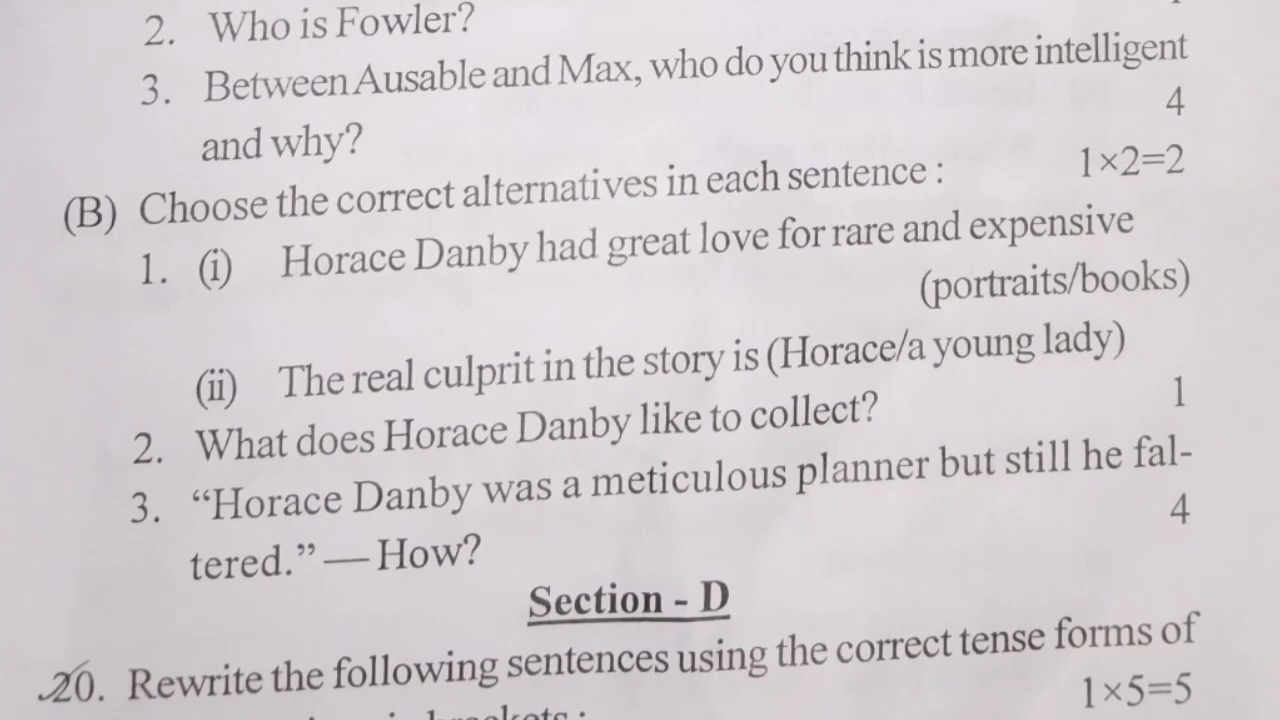 2. Who is Fowler?
3. Between Ausable and Max, who do you think is more intelligent
and why? 4
(B) Choose the correct alternatives in each sentence : 1×2=2
1. (i) Horace Danby had great love for rare and expensive
(portraits/books)
(ii) The real culprit in the story is (Horace/a young lady)
2. What does Horace Danby like to collect? 1
3. “Horace Danby was a meticulous planner but still he fal-
tered.” — How? 4
Section - D
20. Rewrite the following sentences using the correct tense forms of
1×5=5
in brackets :